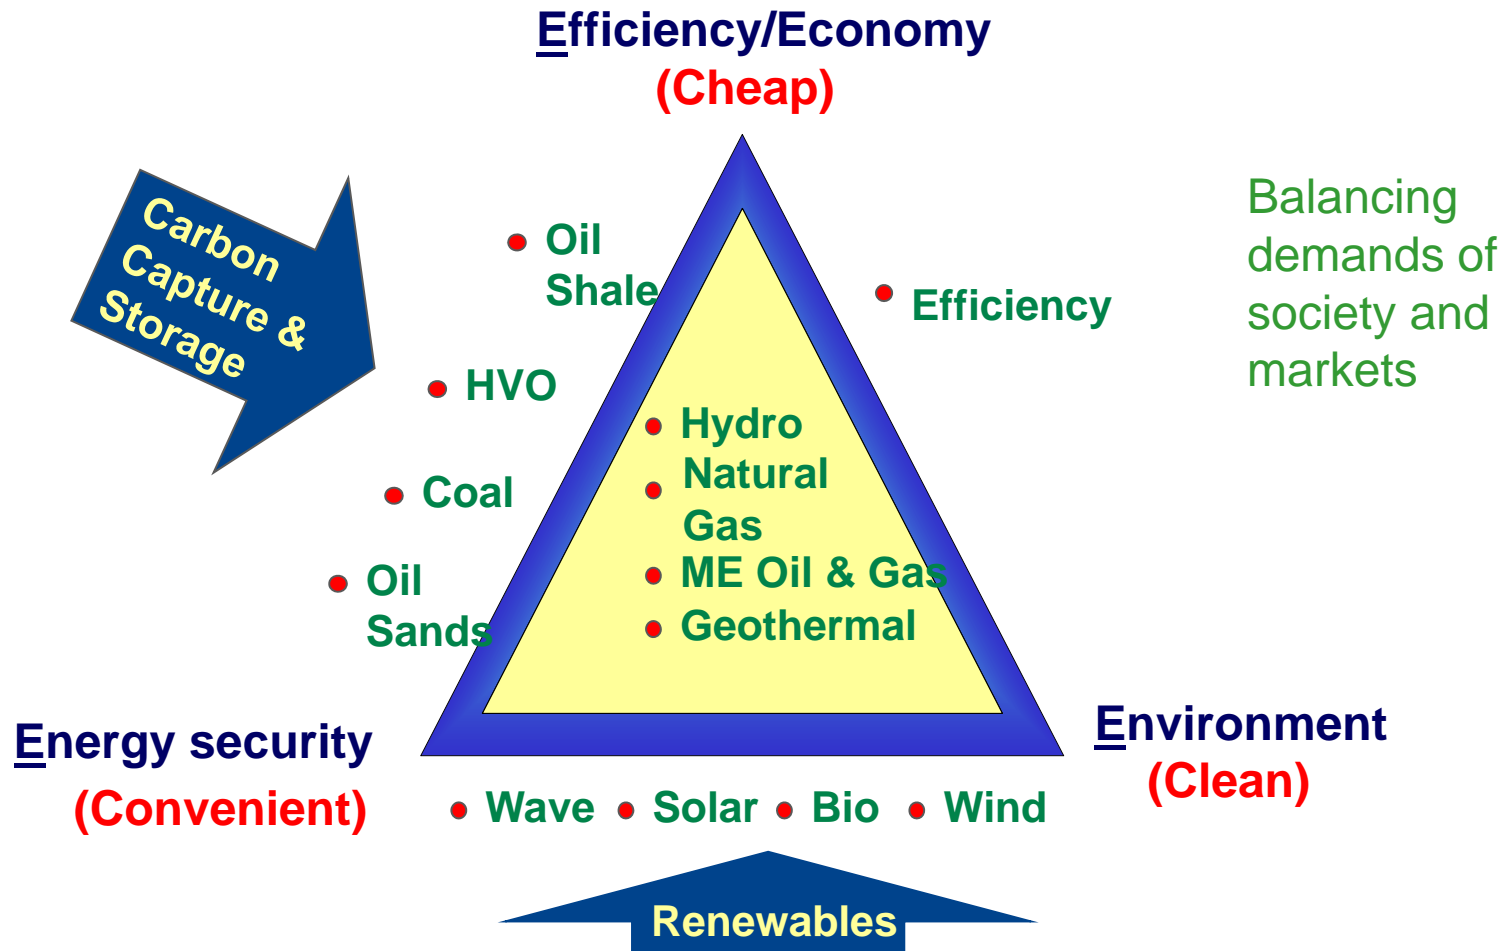 Efficiency/Economy
(Cheap)
Carbon
Capture &
Storage
Oil
Shale
Efficiency
Balancing
demands of
society and
markets
HVO
Hydro
Natural
Gas
Coal
ME Oil & Gas
Oil
Sands
Geothermal
Energy security
(Convenient)
Environment
(Clean)
Wave
Solar
Bio
Wind
Renewables